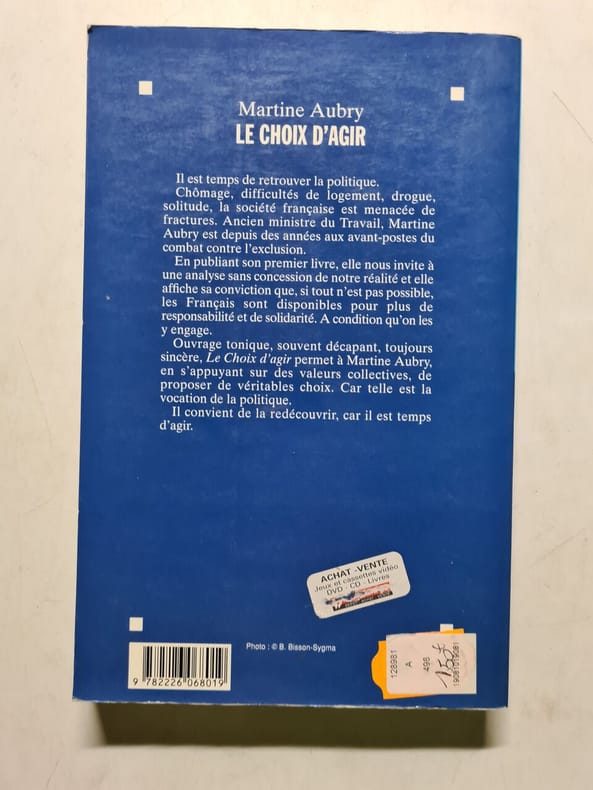 Martine Aubry
LE CHOIX D'AGIR
Il est temps de retrouver la politique.
Chômage, difficultés de logement, drogue,
solitude, la société française est menacée de
fractures. Ancien ministre du Travail, Martine
Aubry est depuis des années aux avant-postes du
combat contre l'exclusion.
En publiant son premier livre, elle nous invite à
une analyse sans concession de notre réalité et elle
affiche sa conviction que, si tout n'est pas possible,
les Français sont disponibles pour plus de
responsabilité et de solidarité. A condition qu'on les
y engage.
Ouvrage tonique, souvent décapant, toujours
sincère, Le Choix d'agir permet à Martine Aubry,
en s'appuyant sur des valeurs collectives, de
proposer de véritables choix. Car telle est la
vocation de la politique.
Il convient de la redécouvrir, car il est temps
d'agir.
ACHAT - VENTE
Jeux et cassettes vidéo
DVD - CD - Livres
Photo : © B. Bisson-Sygma
9 782226 068019
128981
A
498
19081019081